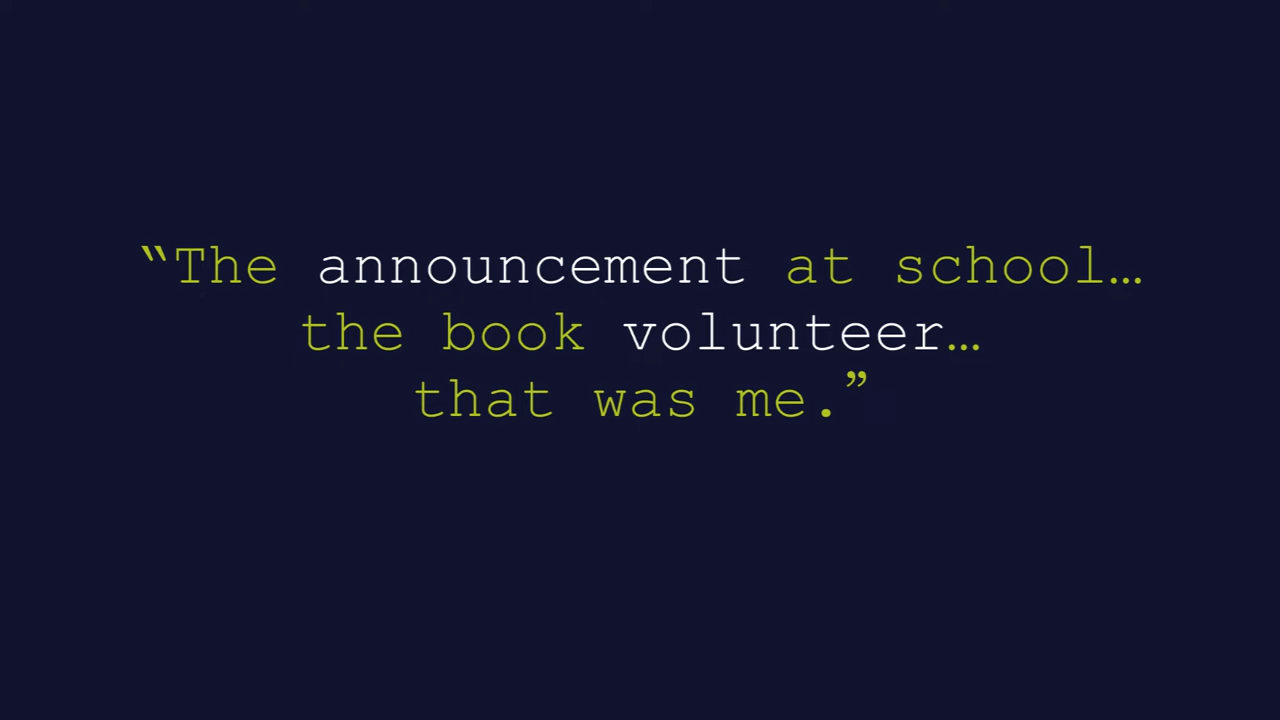 “The announcement at school…
the book volunteer…
that was me.”